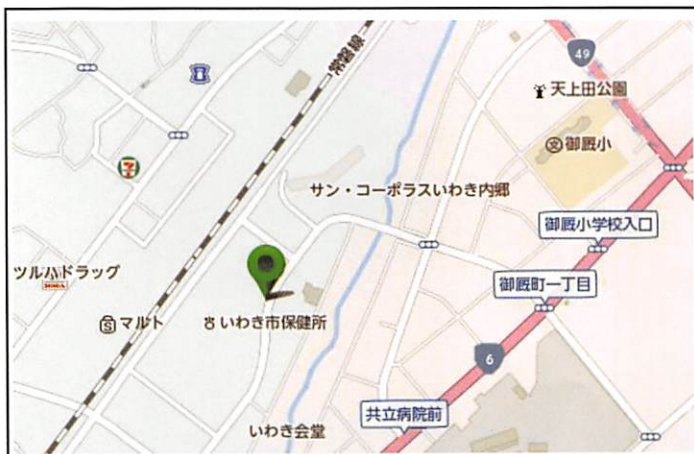 常磐線
49
天上田公園
御厩小
サン・コーポラスいわき内郷
御厩小学校入口
ツルハドラッグ
御厩町一丁目
マルト
いわき市保健所
6
共立病院前
いわき会堂